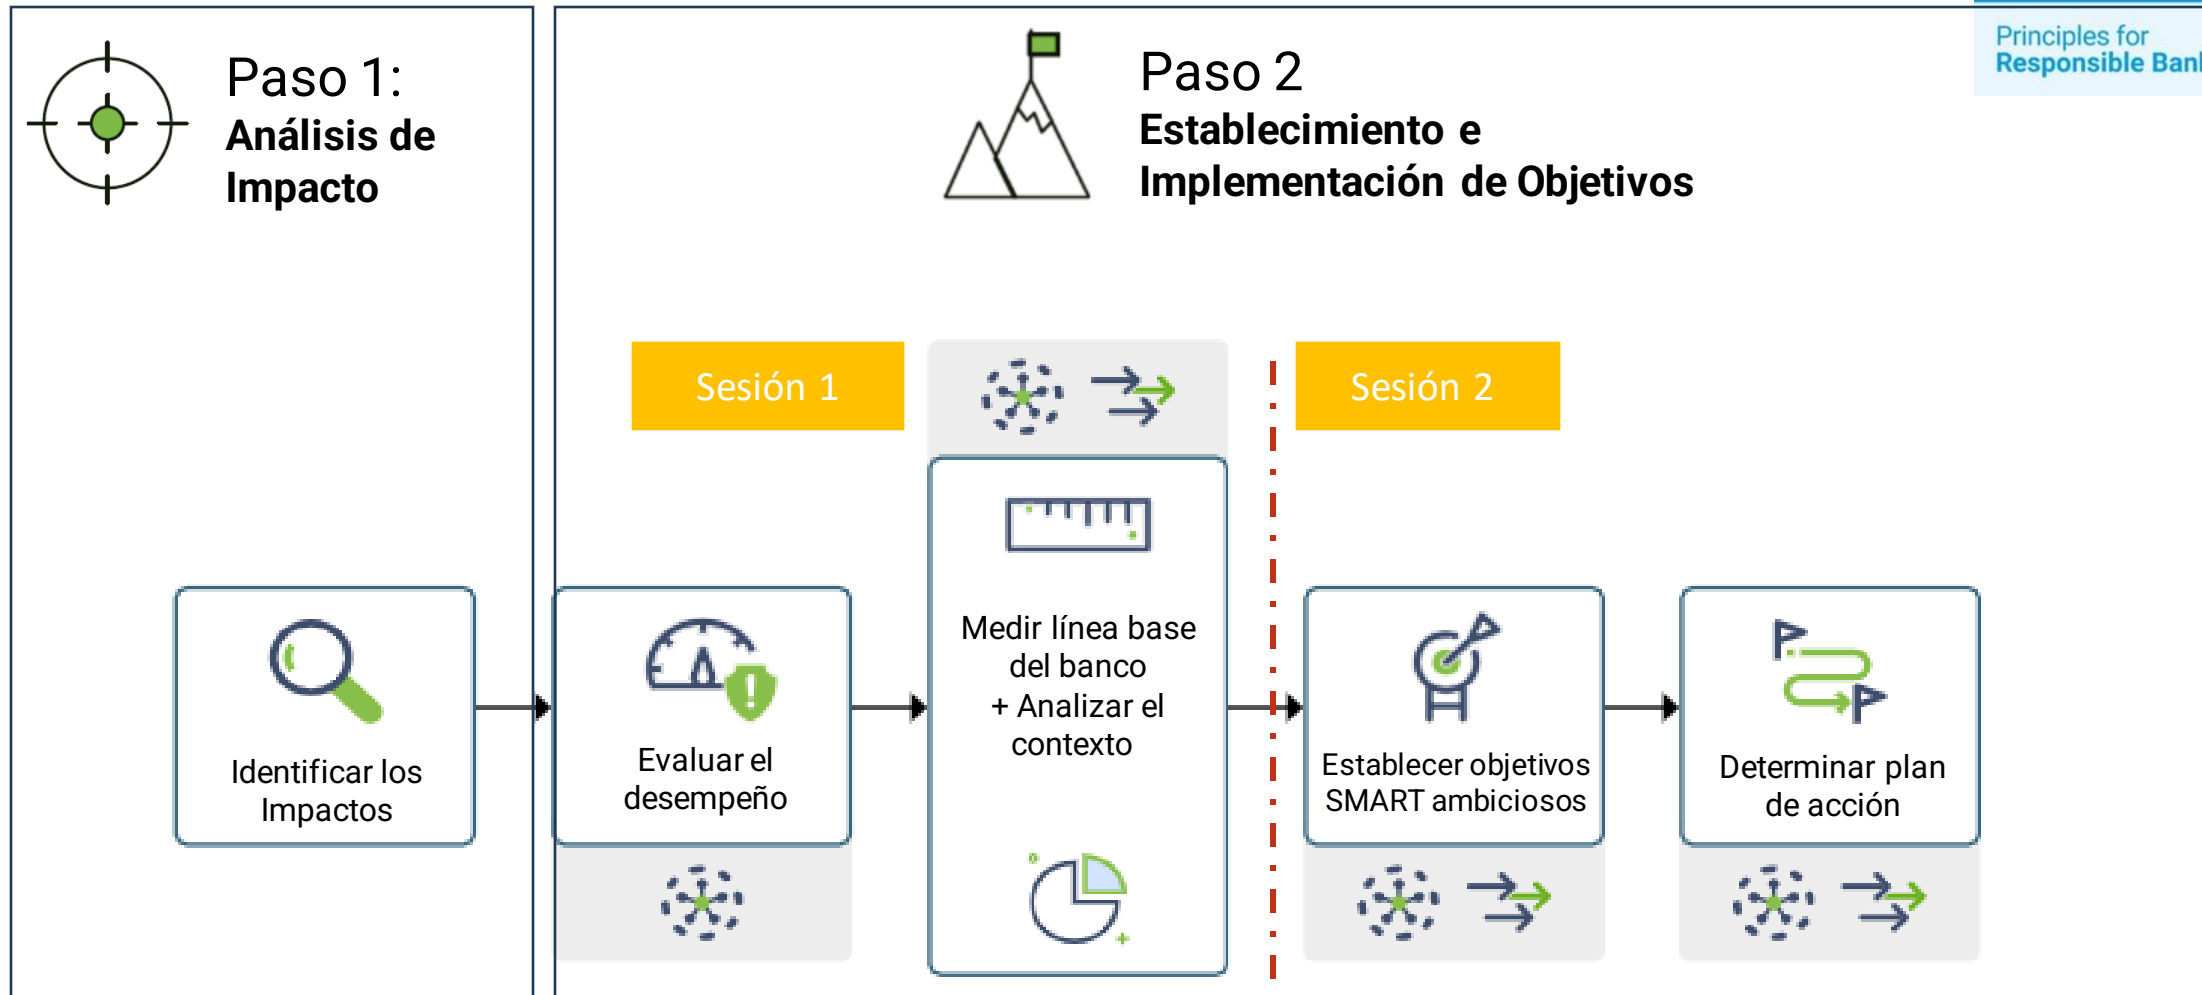 Paso 1:
Análisis de
Impacto
Paso 2
Establecimiento e
Implementación de Objetivos
Principles for
Responsible
Sesión 1
Sesión 2
Identificar los
Impactos
Evaluar el
desempeño
Medir línea base
del banco
+ Analizar el
contexto
Establecer objetivos
SMART ambiciosos
Determinar plan
de acción